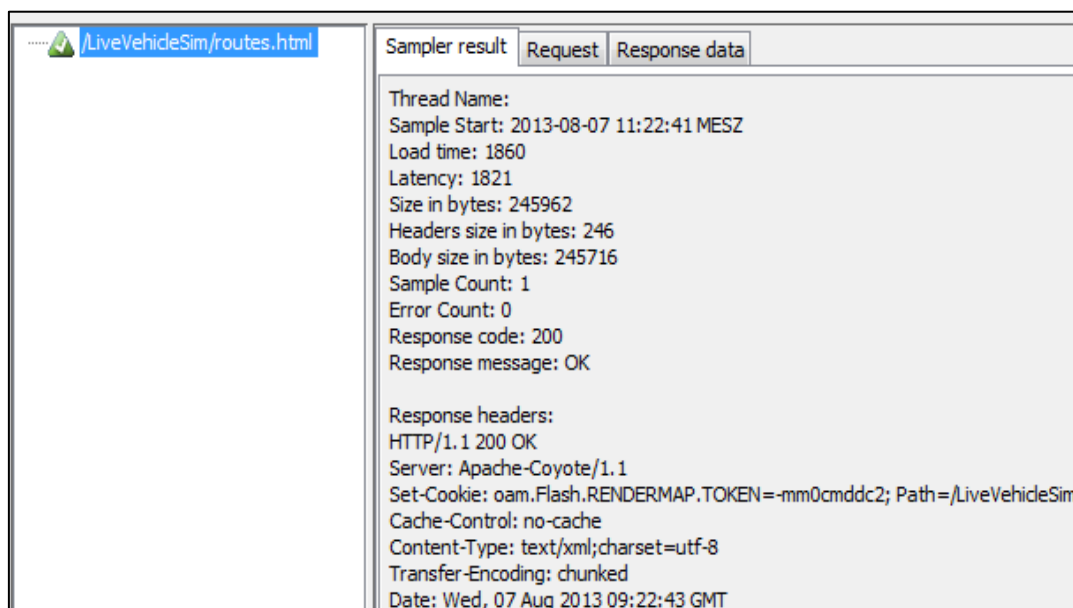 /LiveVehicleSim/routes.html
Sampler result
Request
Response data
Thread Name:
Sample Start: 2013-08-07 11:22:41 MESZ
Load time: 1860
Latency: 1821
Size in bytes: 245962
Headers size in bytes: 246
Body size in bytes: 245716
Sample Count: 1
Error Count: 0
Response code: 200
Response message: OK
Response headers:
HTTP/1.1 200 OK
Server: Apache-Coyote/1.1
Set-Cookie: oam.Flash.RENDERMAP.TOKEN=-mm0cmddc2; Path=/LiveVehicleSim
Cache-Control: no-cache
Content-Type: text/xml;charset=utf-8
Transfer-Encoding: chunked
Date: Wed, 07 Aug 2013 09:22:43 GMT